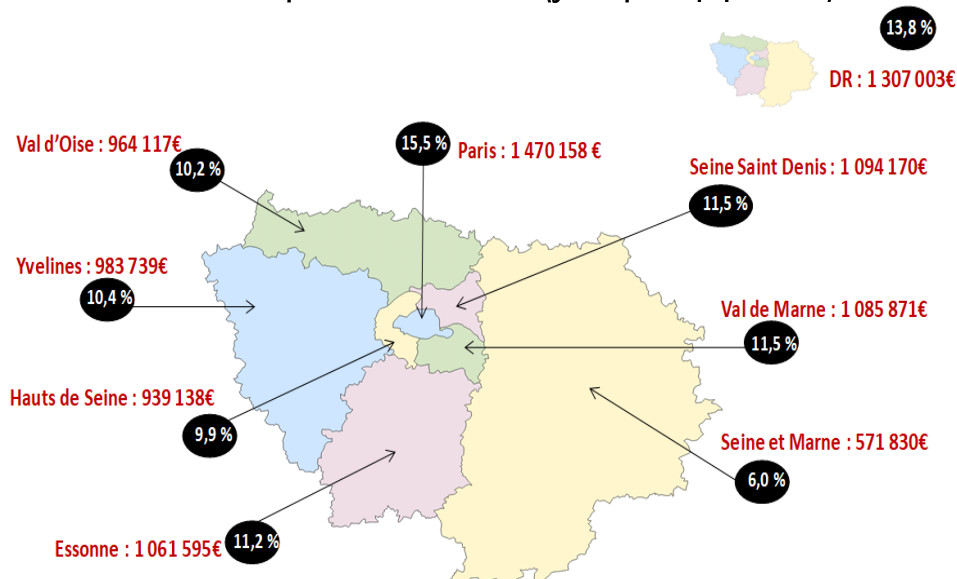 13,8 %
DR : 1 307 003€
Val d’Oise : 964 117€
10,2 %
15,5 %
Paris : 1 470 158 €
Seine Saint Denis : 1 094 170€
11,5 %
Yvelines : 983 739€
10,4 %
Val de Marne : 1 085 871€
11,5 %
Hauts de Seine : 939 138€
9,9 %
Seine et Marne : 571 830€
6,0 %
Essonne : 1 061 595€
11,2 %